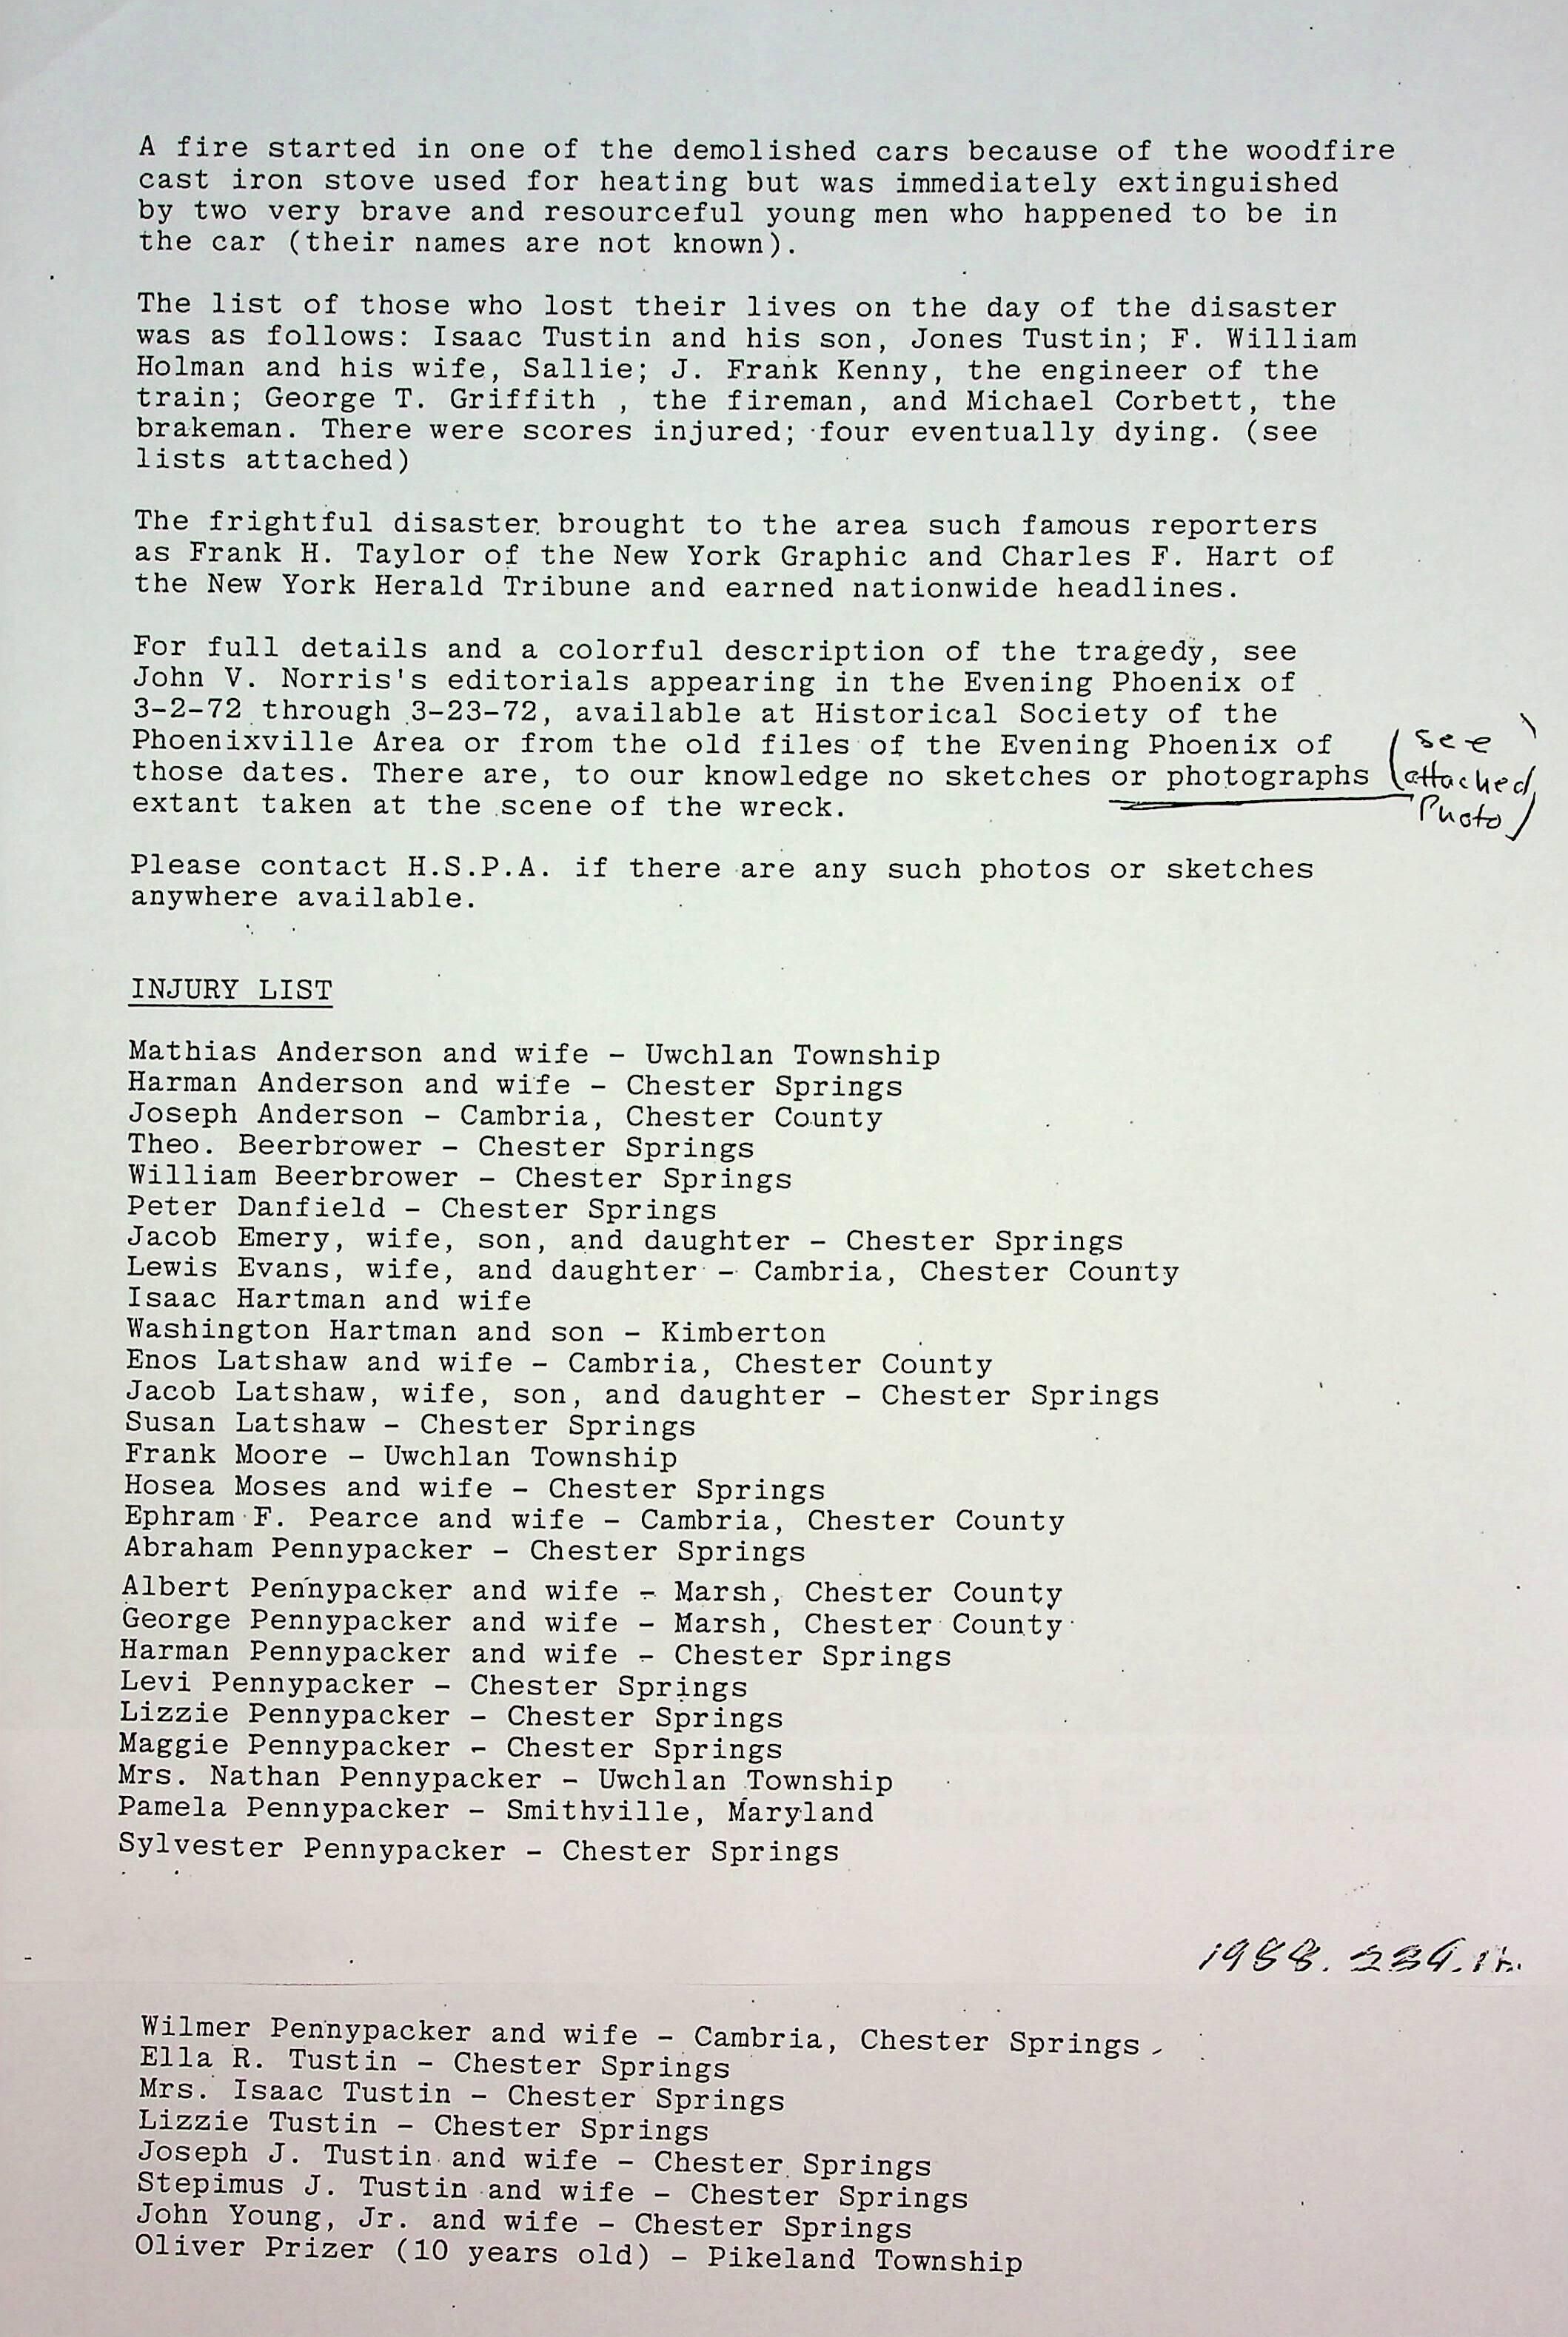 A fire started in one of the demolished cars because of the woodfire
cast iron stove used for heating but was immediately extinguished
by two very brave and resourceful young men who happened to be in
the car (their names are not known).
The list of those who lost their lives on the day of the disaster
was as follows: Isaac Tustin and his son, Jones Tustin; F. William
Holman and his wife, Sallie; J. Frank Kenny, the engineer of the
train; George T. Griffith , the fireman, and Michael Corbett, the
brakeman. There were scores injured; four eventually dying. (see
lists attached)
The frightful disaster brought to the area such famous reporters
as Frank H. Taylor of the New York Graphic and Charles F. Hart of
the New York Herald Tribune and earned nationwide headlines.
For full details and a colorful description of the tragedy, see
John V. Norris's editorials appearing in the Evening Phoenix of
3-2-72 through 3-23-72, available at Historical Society of the
Phoenixville Area or from the old files of the Evening Phoenix of
those dates. There are, to our knowledge no sketches or photographs
extant taken at the scene of the wreck.
(see
attached
Photo)
Please contact H.S.P.A. if there are any such photos or sketches
anywhere available.
INJURY LIST
Mathias Anderson and wife - Uwchlan Township
Harman Anderson and wife - Chester Springs
Joseph Anderson - Cambria, Chester County
Theo. Beerbrower - Chester Springs
William Beerbrower - Chester Springs
Peter Danfield - Chester Springs
Jacob Emery, wife, son, and daughter - Chester Springs
Lewis Evans, wife, and daughter - Cambria, Chester County
Isaac Hartman and wife
Washington Hartman and son - Kimberton
Enos Latshaw and wife - Cambria, Chester County
Jacob Latshaw, wife, son, and daughter - Chester Springs
Susan Latshaw - Chester Springs
Frank Moore - Uwchlan Township
Hosea Moses and wife - Chester Springs
Ephram F. Pearce and wife - Cambria, Chester County
Abraham Pennypacker - Chester Springs
Albert Pennypacker and wife - Marsh, Chester County
George Pennypacker and wife - Marsh, Chester County
Harman Pennypacker and wife - Chester Springs
Levi Pennypacker - Chester Springs
Lizzie Pennypacker - Chester Springs
Maggie Pennypacker - Chester Springs
Mrs. Nathan Pennypacker - Uwchlan Township
Pamela Pennypacker - Smithville, Maryland
Sylvester Pennypacker - Chester Springs
Wilmer Pennypacker and wife - Cambria, Chester Springs
Ella R. Tustin - Chester Springs
Mrs. Isaac Tustin - Chester Springs
Lizzie Tustin - Chester Springs
Joseph J. Tustin and wife - Chester Springs
Stepimus J. Tustin and wife - Chester Springs
John Young, Jr. and wife - Chester Springs
Oliver Prizer (10 years old) - Pikeland Township